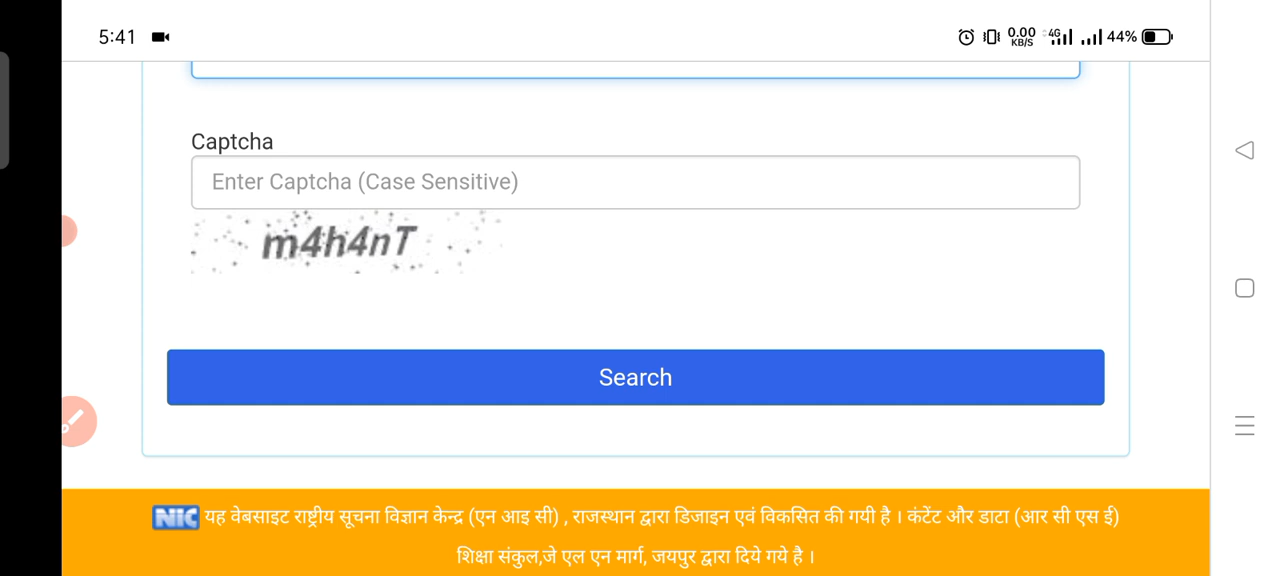 5:41 0.00 KB/S 4G 44%
Captcha
Enter Captcha (Case Sensitive)
m4h4nT
Search
NIC यह वेबसाइट राष्ट्रीय सूचना विज्ञान केन्द्र (एन आइ सी) , राजस्थान द्वारा डिजाइन एवं विकसित की गयी है । कंटेंट और डाटा (आर सी एस ई)
शिक्षा संकुल,जे एल एन मार्ग, जयपुर द्वारा दिये गये है ।